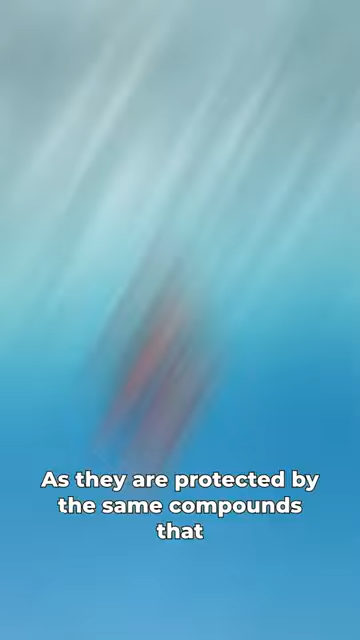 As they are protected by
the same compounds
that